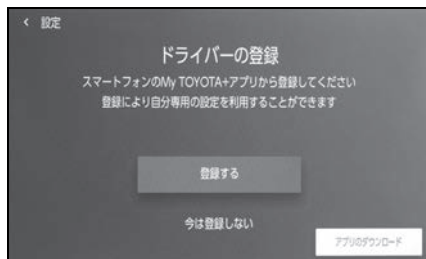 < 設定
ドライバーの登録
スマートフォンのMy TOYOTA+アプリから登録してください
登録により自分専用の設定を利用することができます
登録する
今は登録しない
アプリのダウンロード